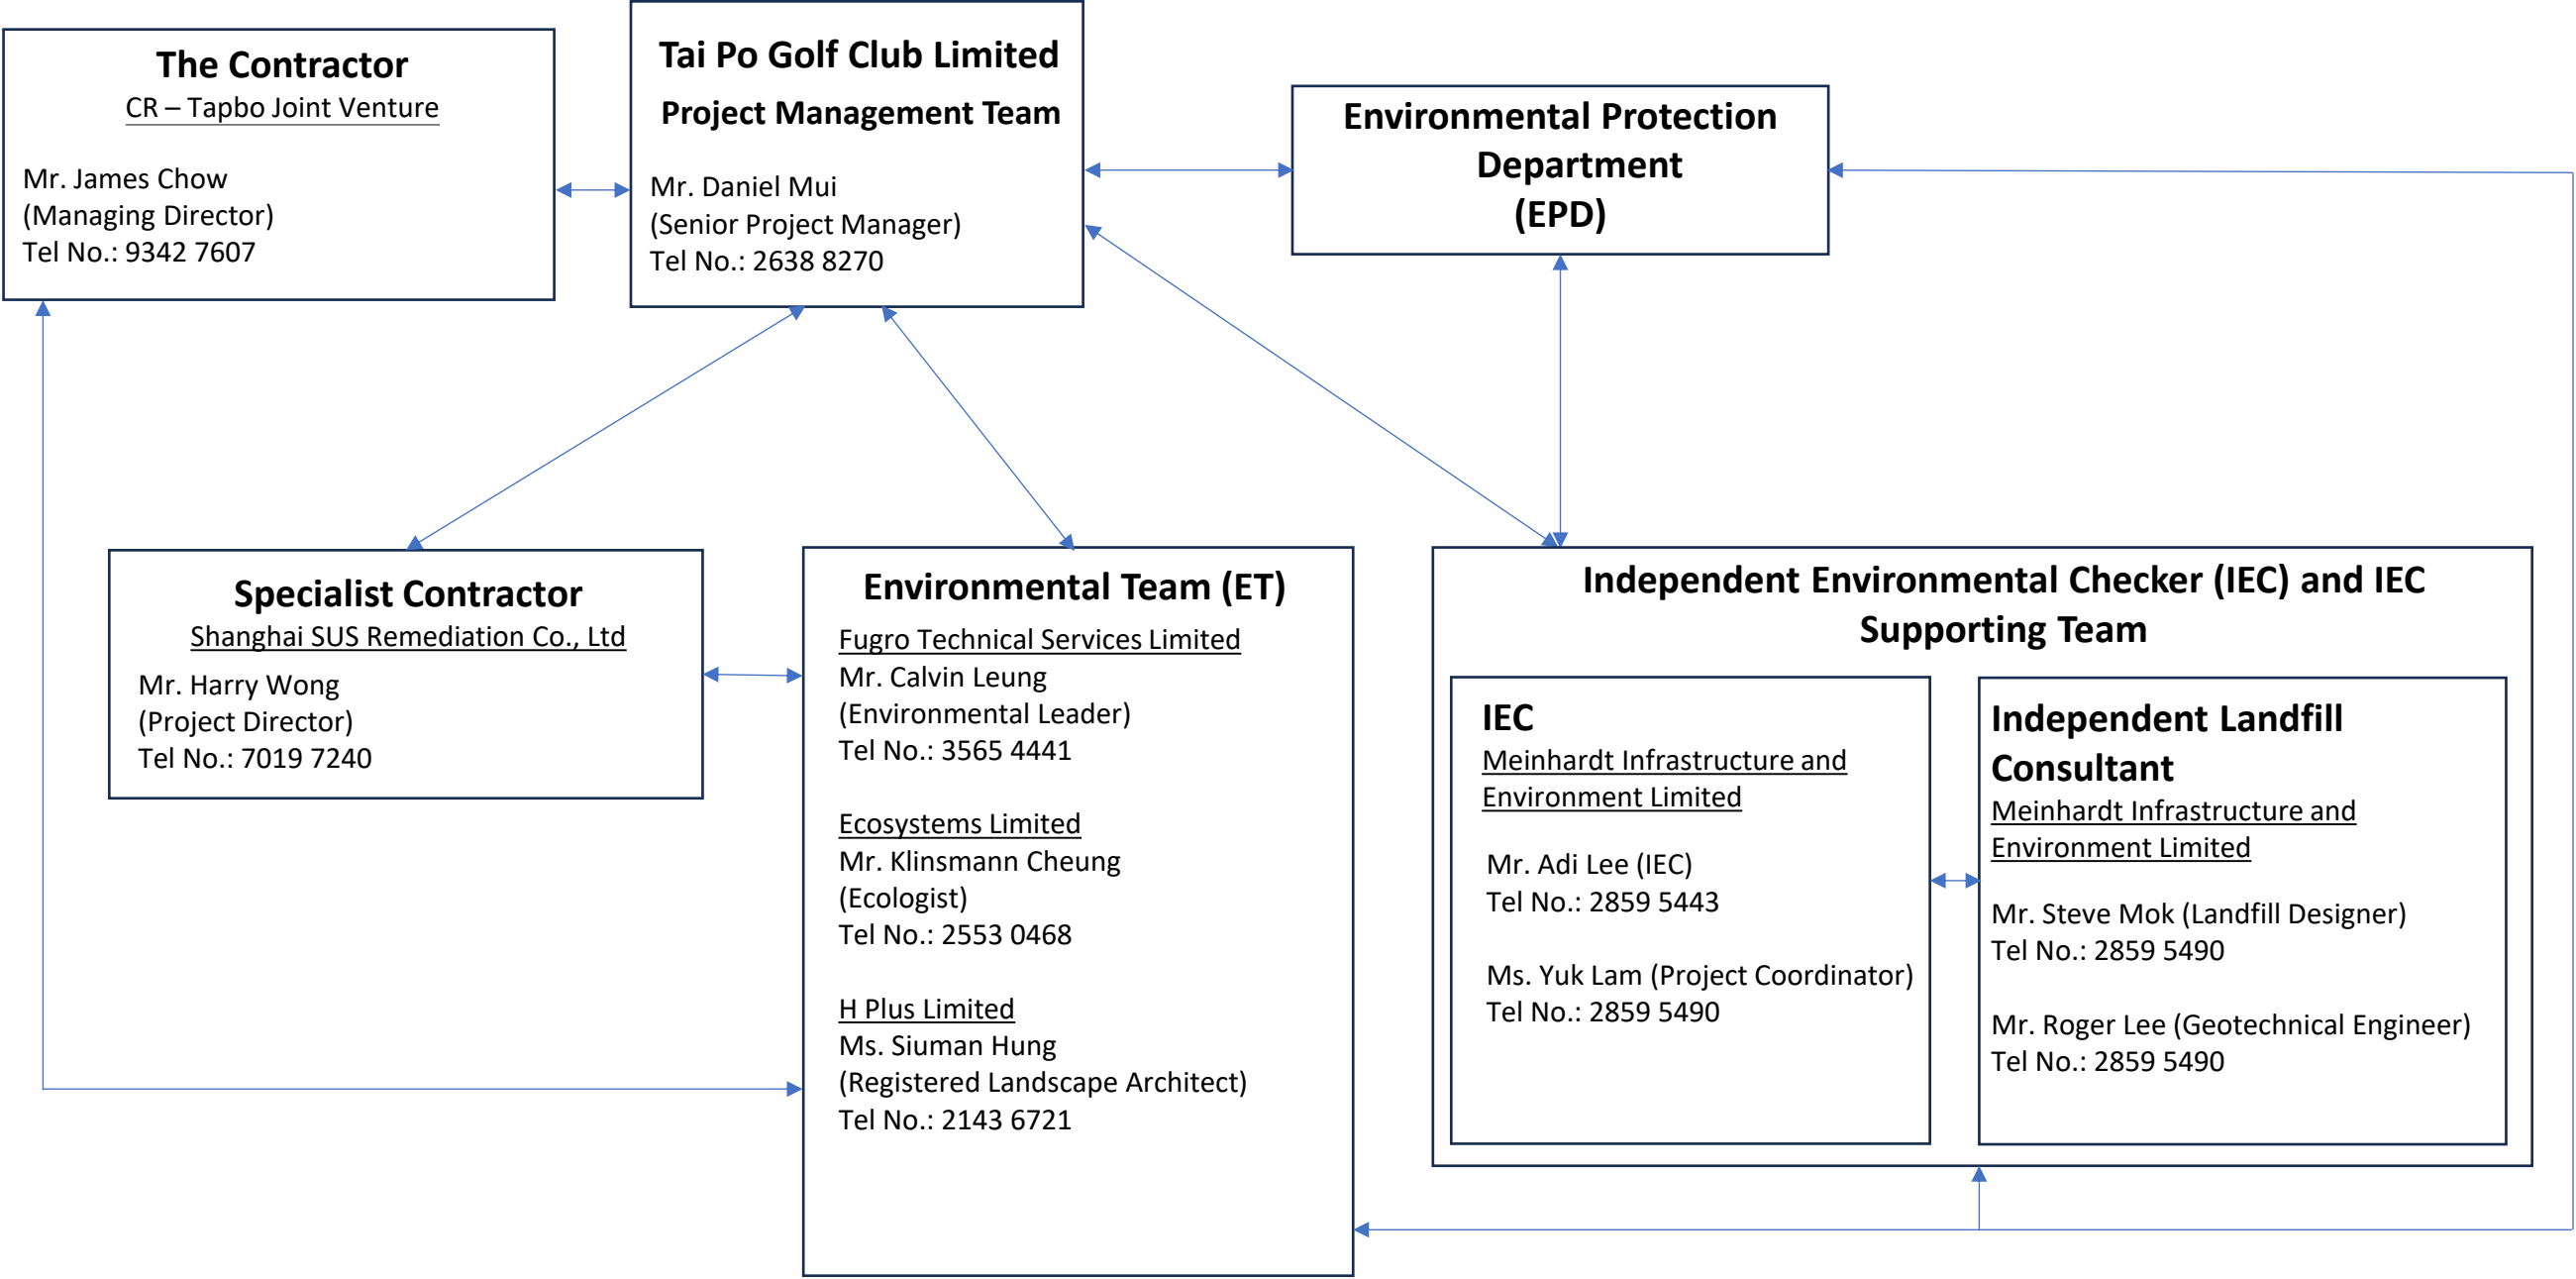 The Contractor
CR – Tapbo Joint Venture
Mr. James Chow
(Managing Director)
Tel No.: 9342 7607
Tai Po Golf Club Limited
Project Management Team
Mr. Daniel Mui
(Senior Project Manager)
Tel No.: 2638 8270
Environmental Protection
Department
(EPD)
Specialist Contractor
Shanghai SUS Remediation Co., Ltd
Mr. Harry Wong
(Project Director)
Tel No.: 7019 7240
Environmental Team (ET)
Fugro Technical Services Limited
Mr. Calvin Leung
(Environmental Leader)
Tel No.: 3565 4441
Ecosystems Limited
Mr. Klinsmann Cheung
(Ecologist)
Tel No.: 2553 0468
H Plus Limited
Ms. Siuman Hung
(Registered Landscape Architect)
Tel No.: 2143 6721
Independent Environmental Checker (IEC) and IEC
Supporting Team
IEC
Meinhardt Infrastructure and
Environment Limited
Mr. Adi Lee (IEC)
Tel No.: 2859 5443
Ms. Yuk Lam (Project Coordinator)
Tel No.: 2859 5490
Independent Landfill
Consultant
Meinhardt Infrastructure and
Environment Limited
Mr. Steve Mok (Landfill Designer)
Tel No.: 2859 5490
Mr. Roger Lee (Geotechnical Engineer)
Tel No.: 2859 5490